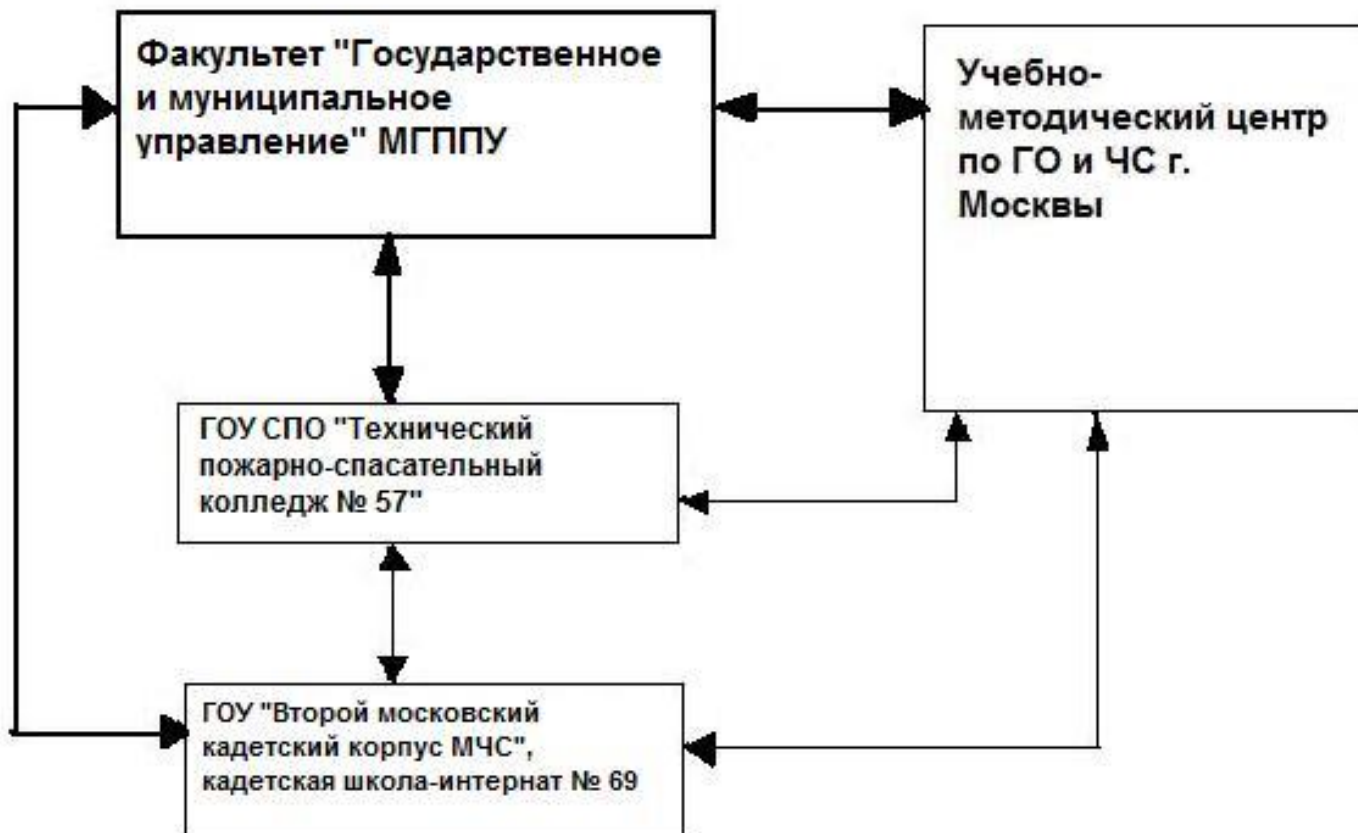 Факультет "Государственное
и муниципальное
управление" МГППУ
Учебно-
методический центр
по ГО и ЧС г.
Москвы
ГОУ СПО "Технический
пожарно-спасательный
колледж № 57"
ГОУ "Второй московский
кадетский корпус МЧС",
кадетская школа-интернат № 69